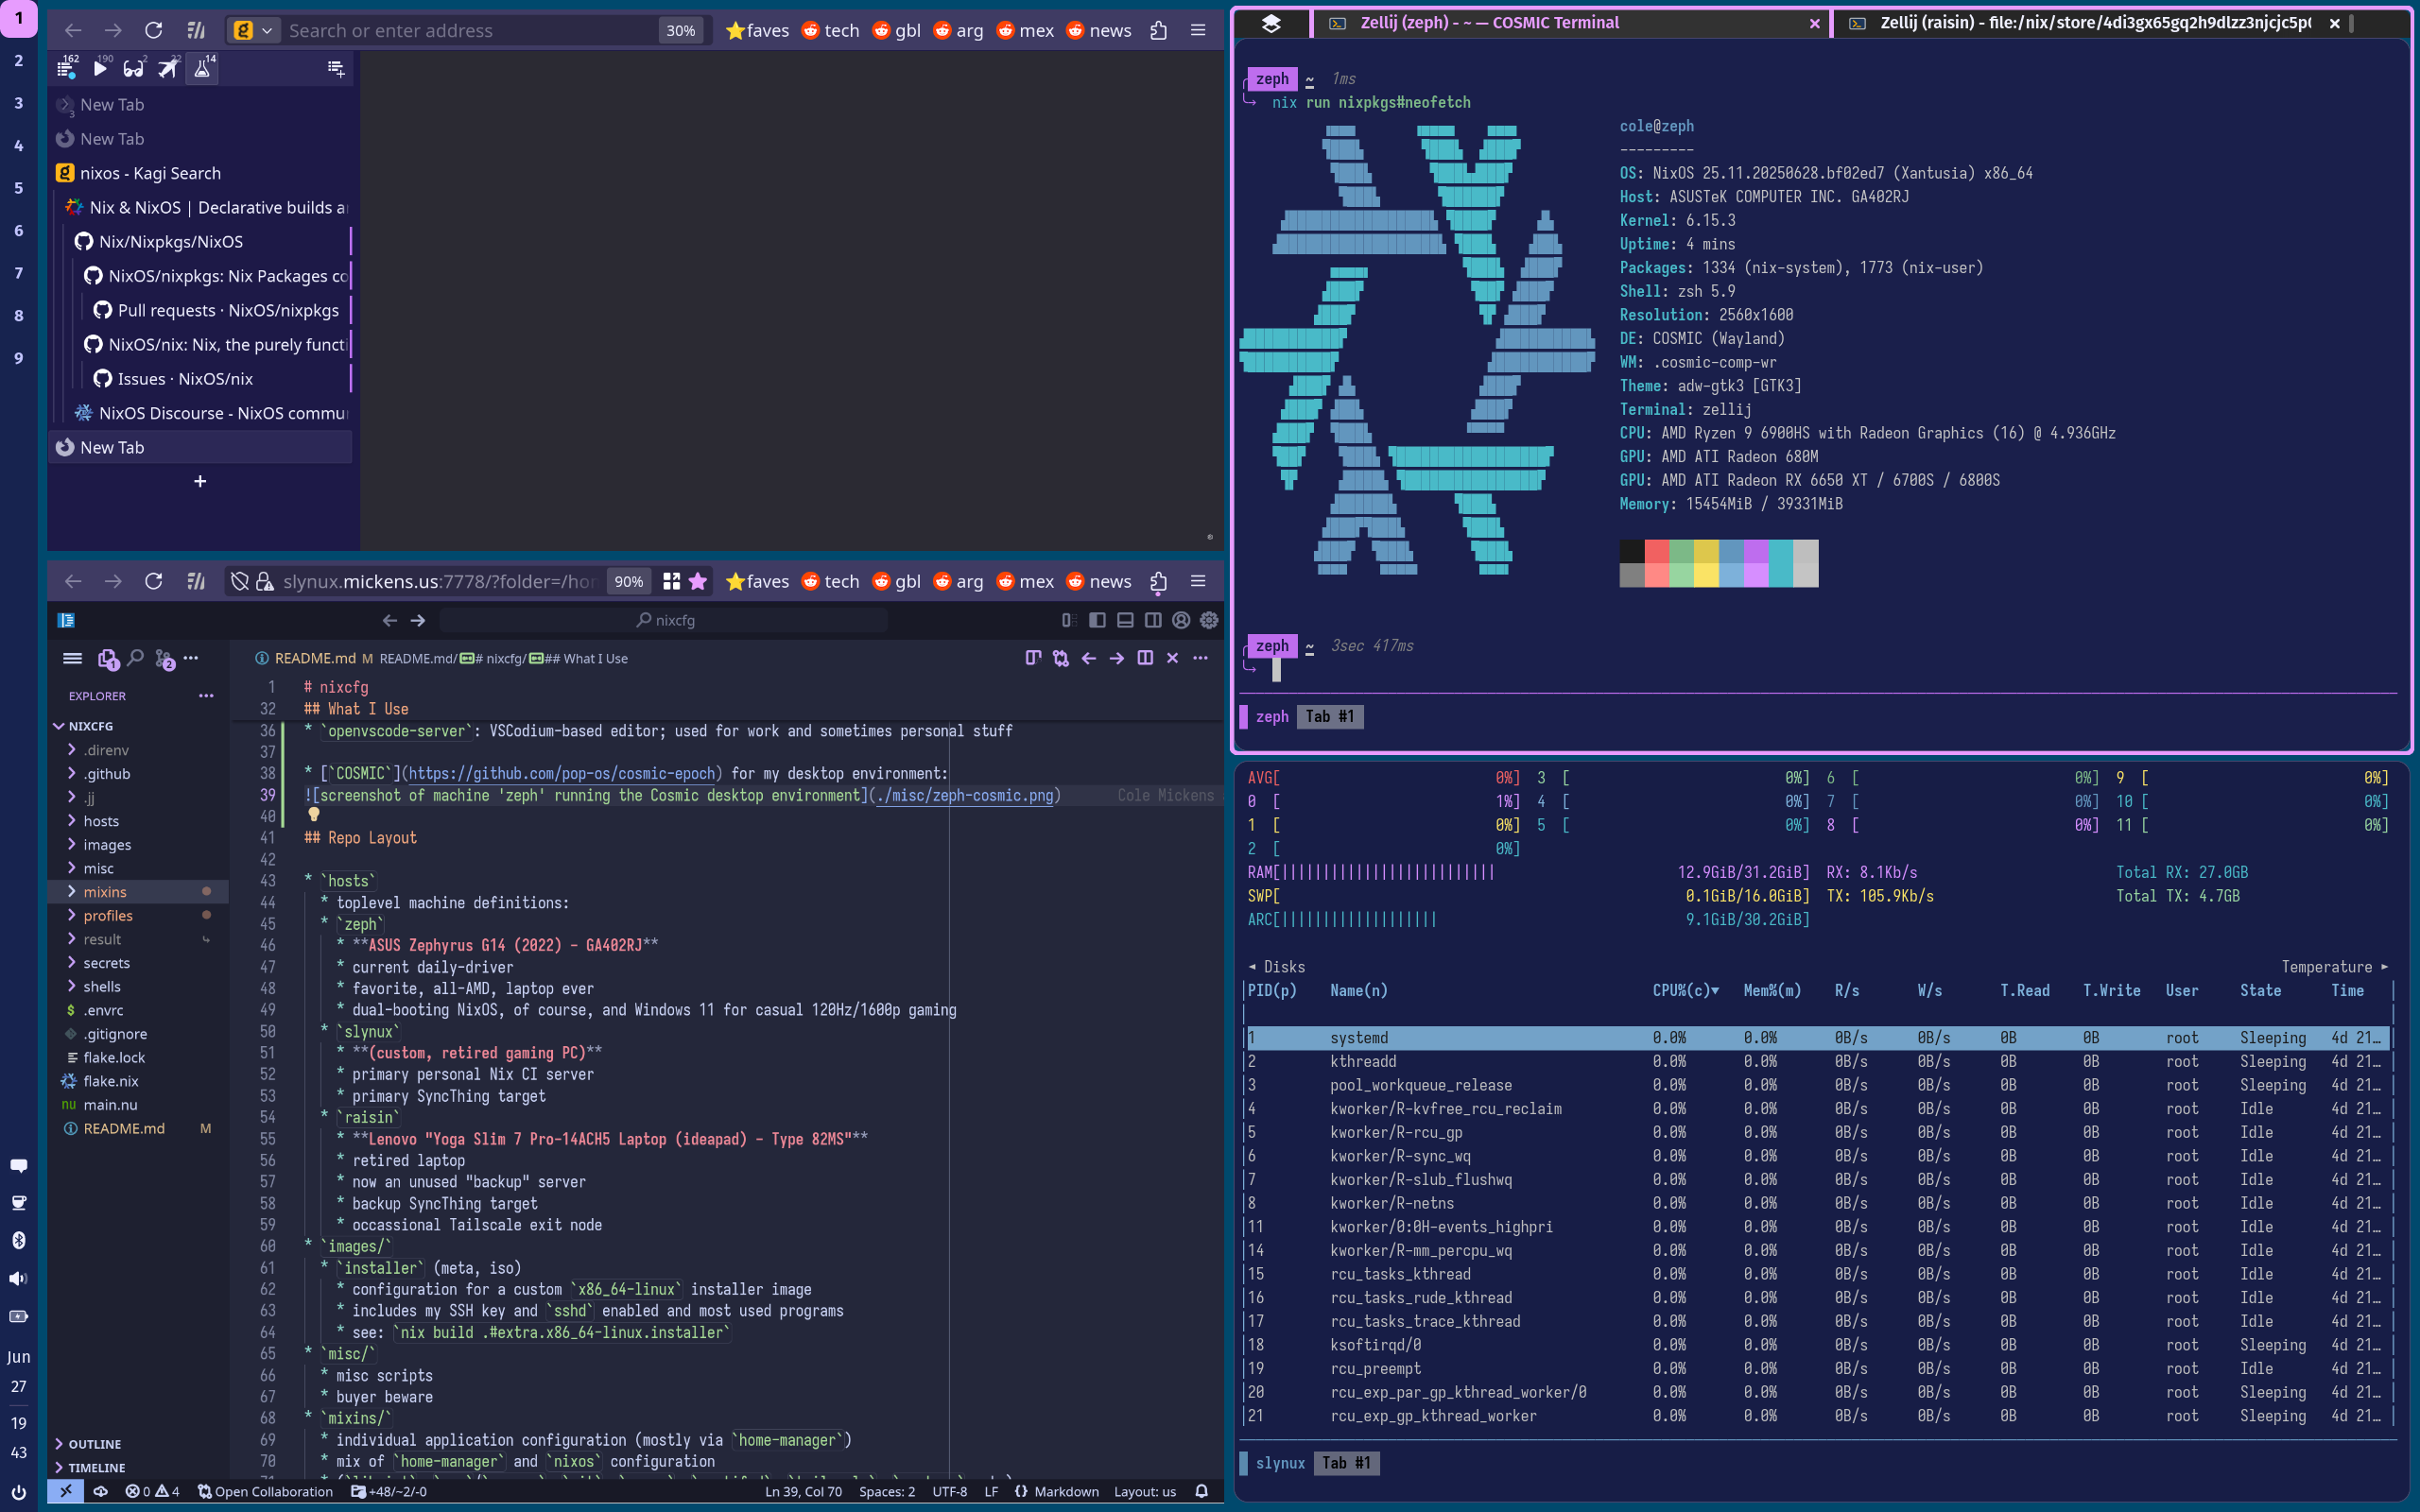 1
2
3
4
5
6
7
8
9
Jun
27
19
43
Search or enter address
30%
faves
tech
gbl
arg
mex
news
162
190
2
22
14
3
New Tab
New Tab
nixos - Kagi Search
Nix & NixOS | Declarative builds a
Nix/Nixpkgs/NixOS
NixOS/nixpkgs: Nix Packages co
Pull requests · NixOS/nixpkgs
NixOS/nix: Nix, the purely functi
Issues · NixOS/nix
NixOS Discourse - NixOS commu
New Tab
+
slynux.mickens.us:7778/?folder=/hor
90%
faves
tech
gbl
arg
mex
news
nixcfg
README.md M README.md/ # nixcfg/ ## What I Use
1
2
EXPLORER
NIXCFG
.direnv
.github
.jj
hosts
images
misc
mixins
profiles
result
secrets
shells
.envrc
.gitignore
flake.lock
flake.nix
nu main.nu
README.md M
OUTLINE
TIMELINE
1 # nixcfg
32 ## What I Use
36 * `openvscode-server`: VSCodium-based editor; used for work and sometimes personal stuff
37
38 * [`COSMIC`](https://github.com/pop-os/cosmic-epoch) for my desktop environment:
39 ![screenshot of machine 'zeph' running the Cosmic desktop environment](./misc/zeph-cosmic.png) Cole Mickens
40
41 ## Repo Layout
42
43 * `hosts`
44 * toplevel machine definitions:
45 * `zeph`
46 * **ASUS Zephyrus G14 (2022) - GA402RJ**
47 * current daily-driver
48 * favorite, all-AMD, laptop ever
49 * dual-booting NixOS, of course, and Windows 11 for casual 120Hz/1600p gaming
50 * `slynux`
51 * **(custom, retired gaming PC)**
52 * primary personal Nix CI server
53 * primary SyncThing target
54 * `raisin`
55 * **Lenovo "Yoga Slim 7 Pro-14ACH5 Laptop (ideapad) - Type 82MS"**
56 * retired laptop
57 * now an unused "backup" server
58 * backup SyncThing target
59 * occassional Tailscale exit node
60 * `images/`
61 * `installer` (meta, iso)
62 * configuration for a custom `x86_64-linux` installer image
63 * includes my SSH key and `sshd` enabled and most used programs
64 * see: `nix build .#extra.x86_64-linux.installer`
65 * `misc/`
66 * misc scripts
67 * buyer beware
68 * `mixins/`
69 * individual application configuration (mostly via `home-manager`)
70 * mix of `home-manager` and `nixos` configuration
0 4 Open Collaboration +48/~2/-0 Ln 39, Col 70 Spaces: 2 UTF-8 LF {} Markdown Layout: us
Zellij (zeph) - ~ — COSMIC Terminal
Zellij (raisin) - file:/nix/store/4di3gx65gq2h9dlzz3njcjc5p
zeph ~ 1ms
nix run nixpkgs#neofetch
cole@zeph
---------
OS: NixOS 25.11.20250628.bf02ed7 (Xantusia) x86_64
Host: ASUSTeK COMPUTER INC. GA402RJ
Kernel: 6.15.3
Uptime: 4 mins
Packages: 1334 (nix-system), 1773 (nix-user)
Shell: zsh 5.9
Resolution: 2560x1600
DE: COSMIC (Wayland)
WM: .cosmic-comp-wr
Theme: adw-gtk3 [GTK3]
Terminal: zellij
CPU: AMD Ryzen 9 6900HS with Radeon Graphics (16) @ 4.936GHz
GPU: AMD ATI Radeon 680M
GPU: AMD ATI Radeon RX 6650 XT / 6700S / 6800S
Memory: 15454MiB / 39331MiB
zeph ~ 3sec 417ms
zeph Tab #1
AVG[ 0%] 3 [ 0%] 6 [ 0%] 9 [ 0%]
0 [ 1%] 4 [ 0%] 7 [ 0%] 10 [ 0%]
1 [ 0%] 5 [ 0%] 8 [ 0%] 11 [ 0%]
2 [ 0%]
RAM[||||||||||||||||||||||||||| 12.9GiB/31.2GiB] RX: 8.1Kb/s Total RX: 27.0GB
SWP[ 0.1GiB/16.0GiB] TX: 105.9Kb/s Total TX: 4.7GB
ARC[||||||||||||||||||| 9.1GiB/30.2GiB]
◄ Disks Temperature ►
PID(p) Name(n) CPU%(c)▼ Mem%(m) R/s W/s T.Read T.Write User State Time
1 systemd 0.0% 0.0% 0B/s 0B/s 0B 0B root Sleeping 4d 21…
2 kthreadd 0.0% 0.0% 0B/s 0B/s 0B 0B root Sleeping 4d 21…
3 pool_workqueue_release 0.0% 0.0% 0B/s 0B/s 0B 0B root Sleeping 4d 21…
4 kworker/R-kvfree_rcu_reclaim 0.0% 0.0% 0B/s 0B/s 0B 0B root Idle 4d 21…
5 kworker/R-rcu_gp 0.0% 0.0% 0B/s 0B/s 0B 0B root Idle 4d 21…
6 kworker/R-sync_wq 0.0% 0.0% 0B/s 0B/s 0B 0B root Idle 4d 21…
7 kworker/R-slub_flushwq 0.0% 0.0% 0B/s 0B/s 0B 0B root Idle 4d 21…
8 kworker/R-netns 0.0% 0.0% 0B/s 0B/s 0B 0B root Idle 4d 21…
11 kworker/0:0H-events_highpri 0.0% 0.0% 0B/s 0B/s 0B 0B root Idle 4d 21…
14 kworker/R-mm_percpu_wq 0.0% 0.0% 0B/s 0B/s 0B 0B root Idle 4d 21…
15 rcu_tasks_kthread 0.0% 0.0% 0B/s 0B/s 0B 0B root Idle 4d 21…
16 rcu_tasks_rude_kthread 0.0% 0.0% 0B/s 0B/s 0B 0B root Idle 4d 21…
17 rcu_tasks_trace_kthread 0.0% 0.0% 0B/s 0B/s 0B 0B root Idle 4d 21…
18 ksoftirqd/0 0.0% 0.0% 0B/s 0B/s 0B 0B root Sleeping 4d 21…
19 rcu_preempt 0.0% 0.0% 0B/s 0B/s 0B 0B root Idle 4d 21…
20 rcu_exp_par_gp_kthread_worker/0 0.0% 0.0% 0B/s 0B/s 0B 0B root Sleeping 4d 21…
21 rcu_exp_gp_kthread_worker 0.0% 0.0% 0B/s 0B/s 0B 0B root Sleeping 4d 21…
slynux Tab #1